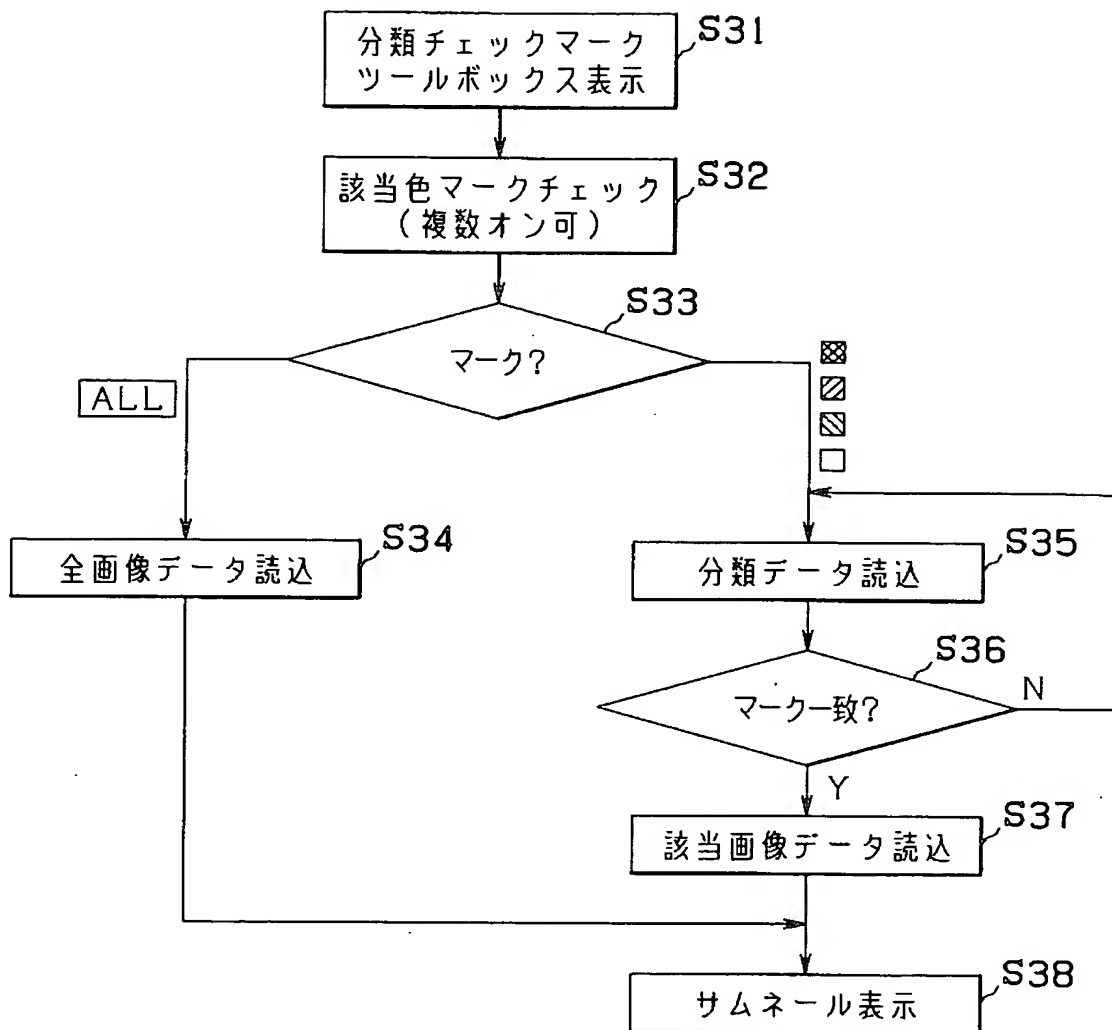 分類チェックマーク
ツールボックス表示
S31
該当色マークチェック
(複数オン可)
S32
マーク?
S33
ALL
全画像データ読込
S34
分類データ読込
S35
マーク一致?
S36
N
Y
該当画像データ読込
S37
サムネール表示
S38